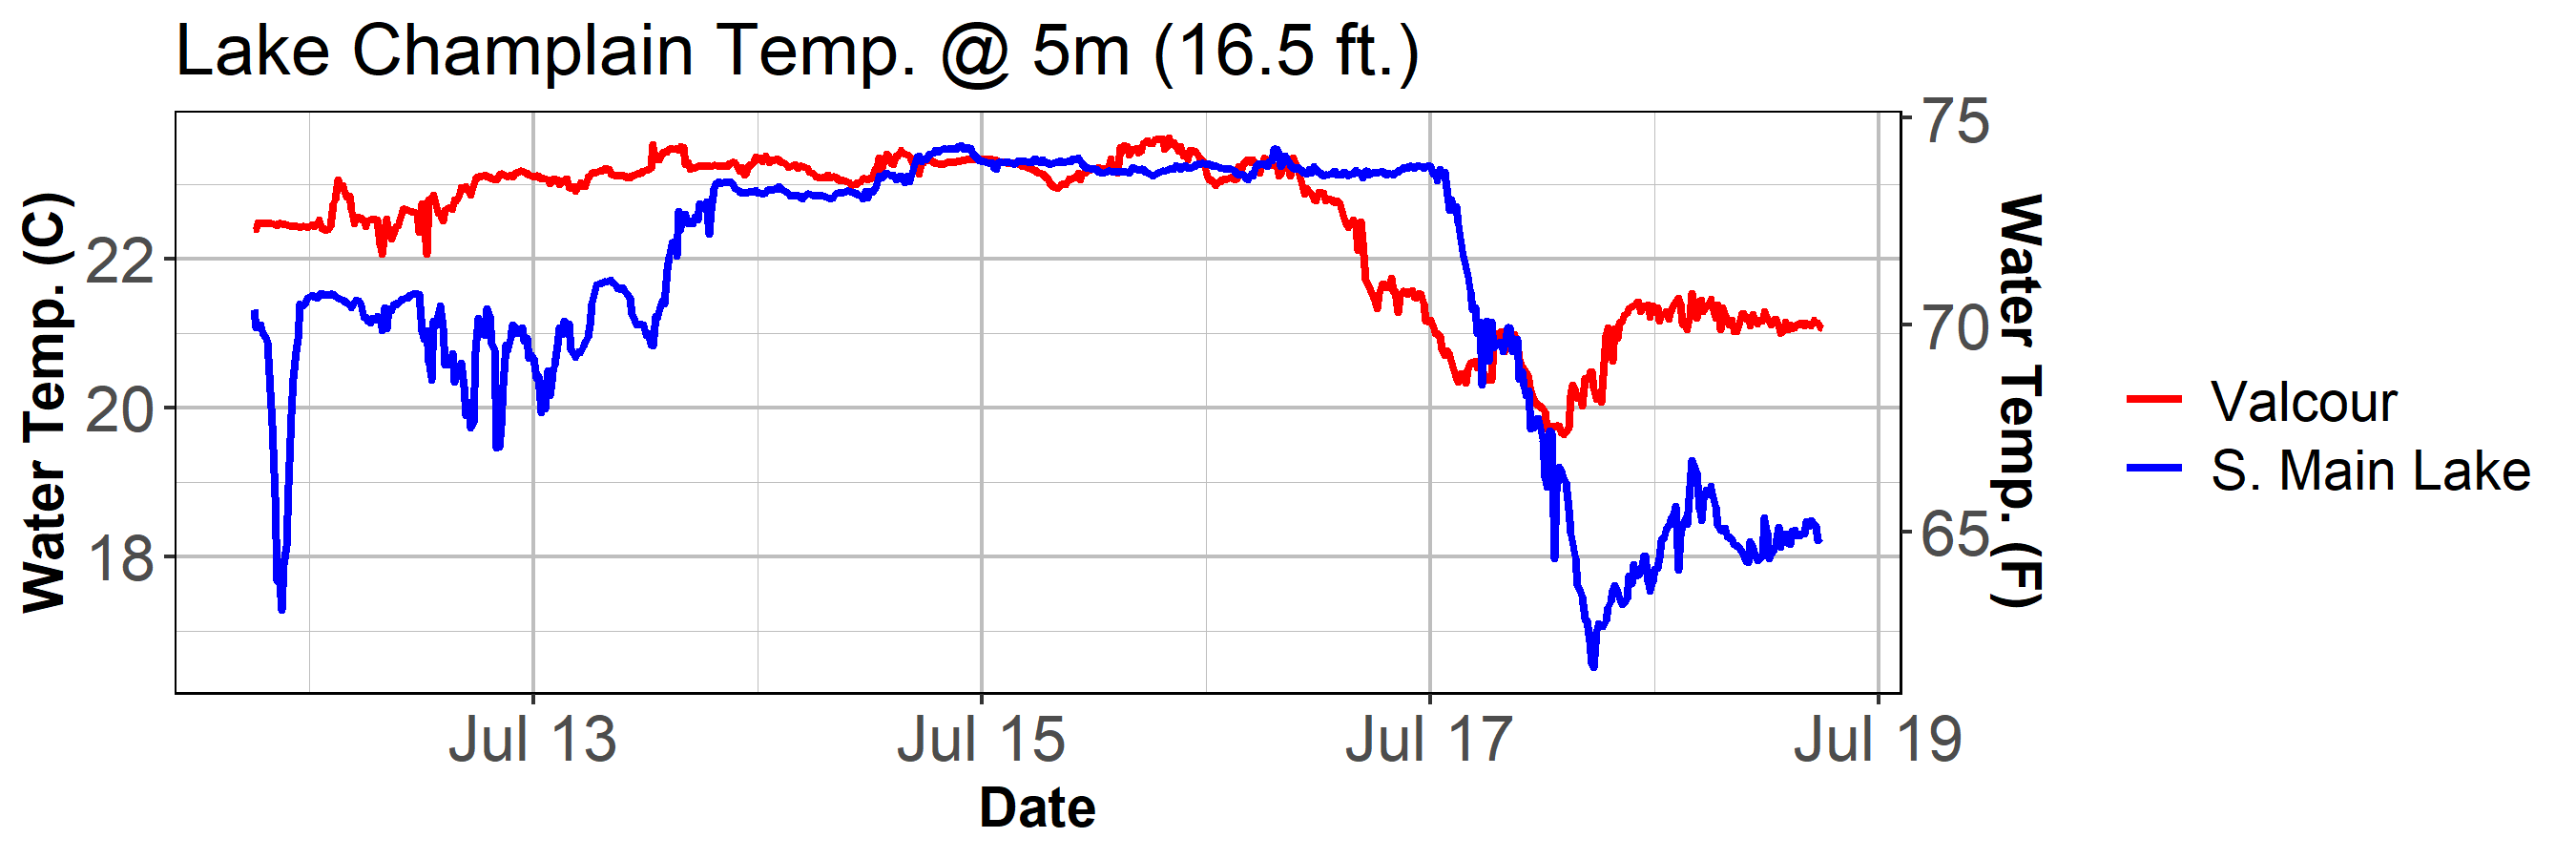 Lake Champlain Temp. @ 5m (16.5 ft.)
Water Temp. (C)
22
20
18
75
70
65
Water Temp. (F)
Jul 13
Jul 15
Jul 17
Jul 19
Date
Valcour
S. Main Lake